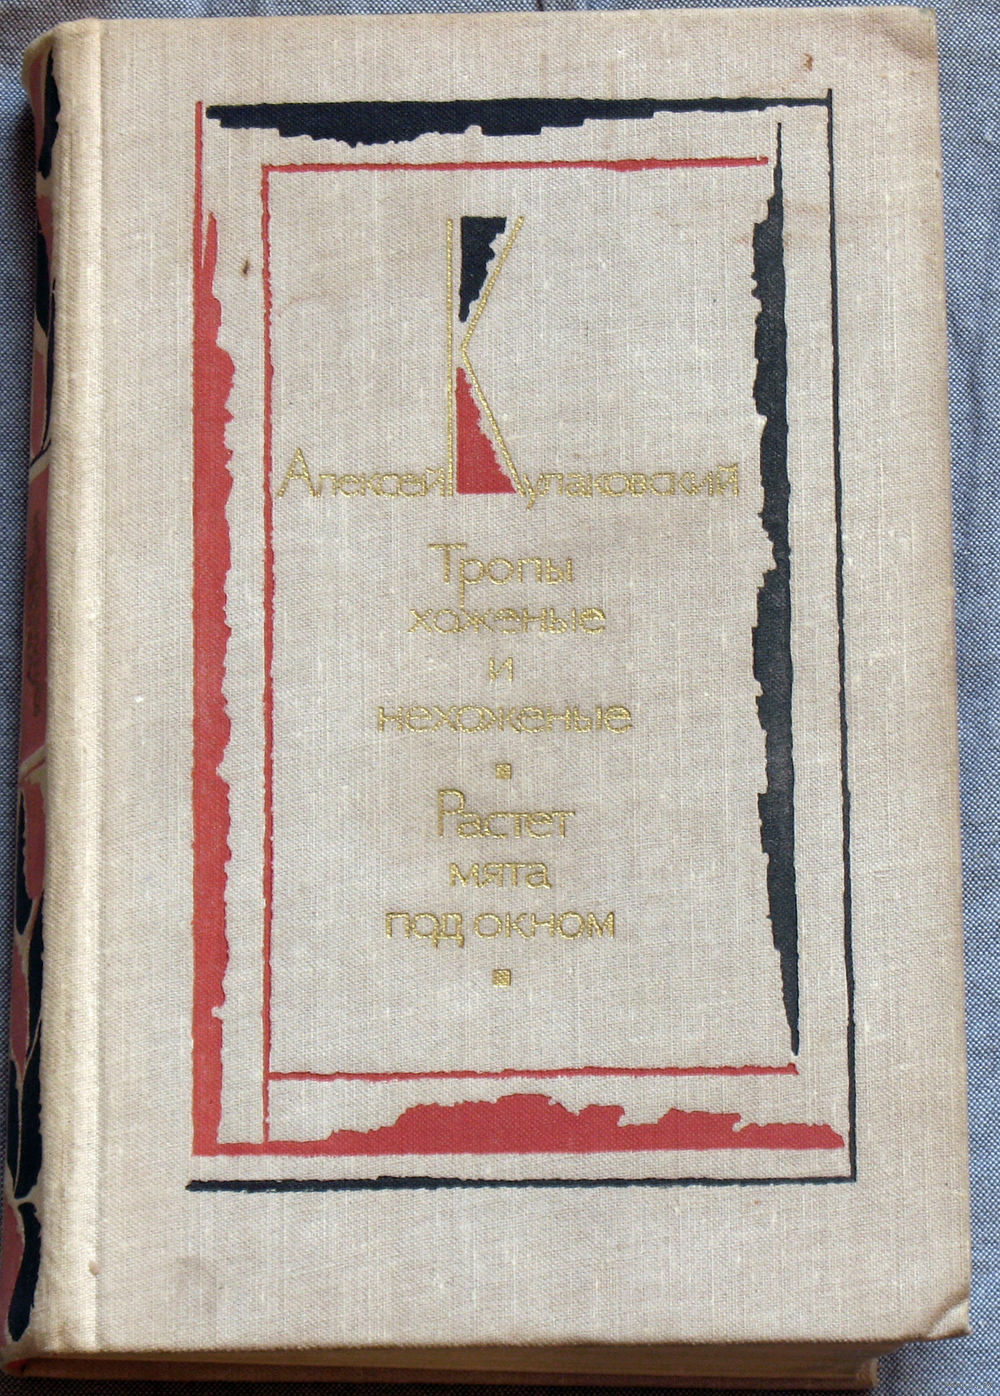 Алексей Кулаковский
Тропы
хоженые
и
нехоженые
Растет
мята
под окном